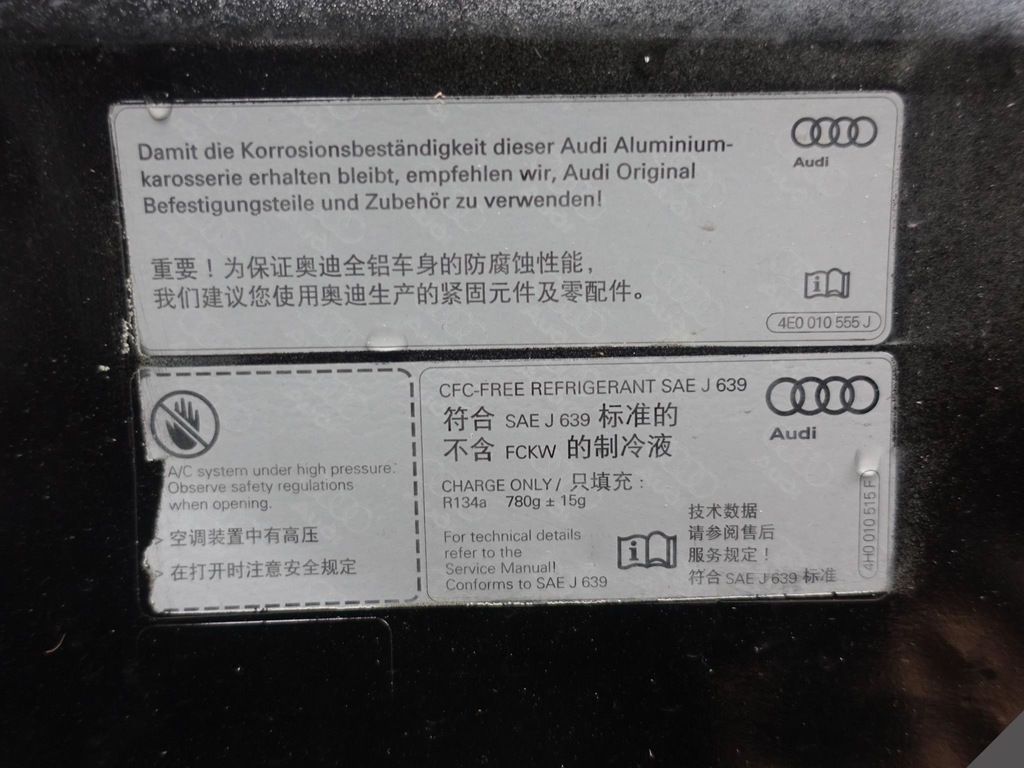 Damit die Korrosionsbeständigkeit dieser Audi Aluminium-
karosserie erhalten bleibt, empfehlen wir, Audi Original
Befestigungsteile und Zubehör zu verwenden!
Audi
重要！为保证奥迪全铝车身的防腐蚀性能，
我们建议您使用奥迪生产的紧固元件及零配件。
i
4E0 010 555 J
A/C system under high pressure.
Observe safety regulations
when opening.
> 空调装置中有高压
> 在打开时注意安全规定
CFC-FREE REFRIGERANT SAE J 639
符合 SAE J 639 标准的
不含 FCKW 的制冷液
Audi
CHARGE ONLY / 只填充：
R134a 780g ± 15g
For technical details
refer to the
Service Manual!
Conforms to SAE J 639
i
技术数据
请参阅售后
服务规定！
符合 SAE J 639 标准
4H0 010 515 F